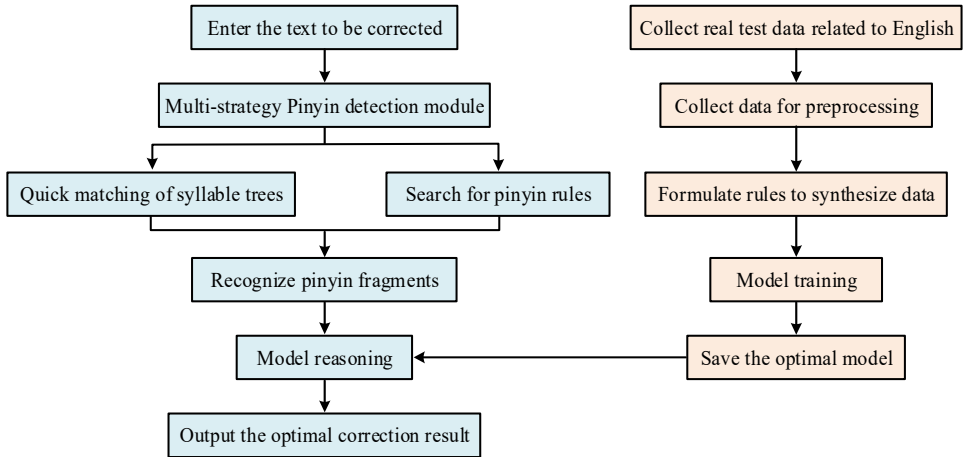 Enter the text to be corrected
Multi-strategy Pinyin detection module
Quick matching of syllable trees
Search for pinyin rules
Recognize pinyin fragments
Model reasoning
Output the optimal correction result
Collect real test data related to English
Collect data for preprocessing
Formulate rules to synthesize data
Model training
Save the optimal model